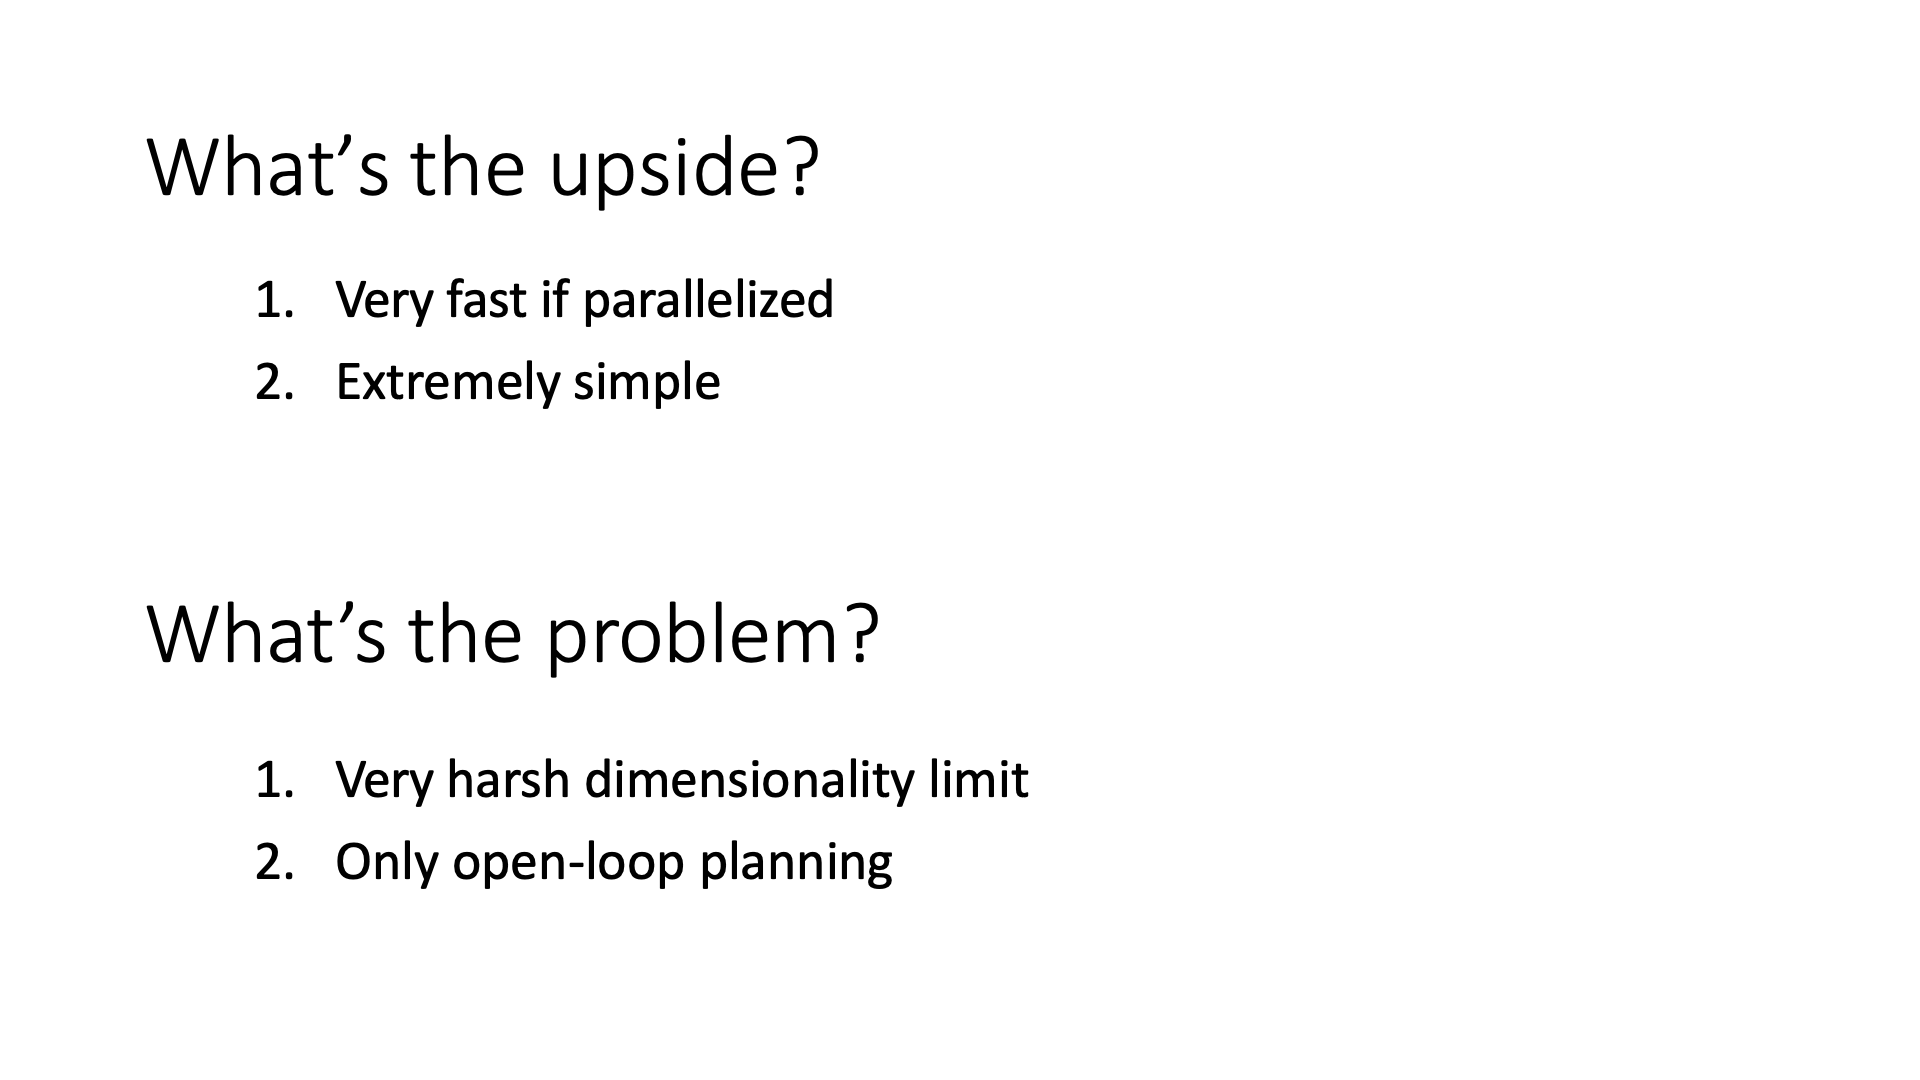 What’s the upside?
1. Very fast if parallelized
2. Extremely simple
What’s the problem?
1. Very harsh dimensionality limit
2. Only open-loop planning